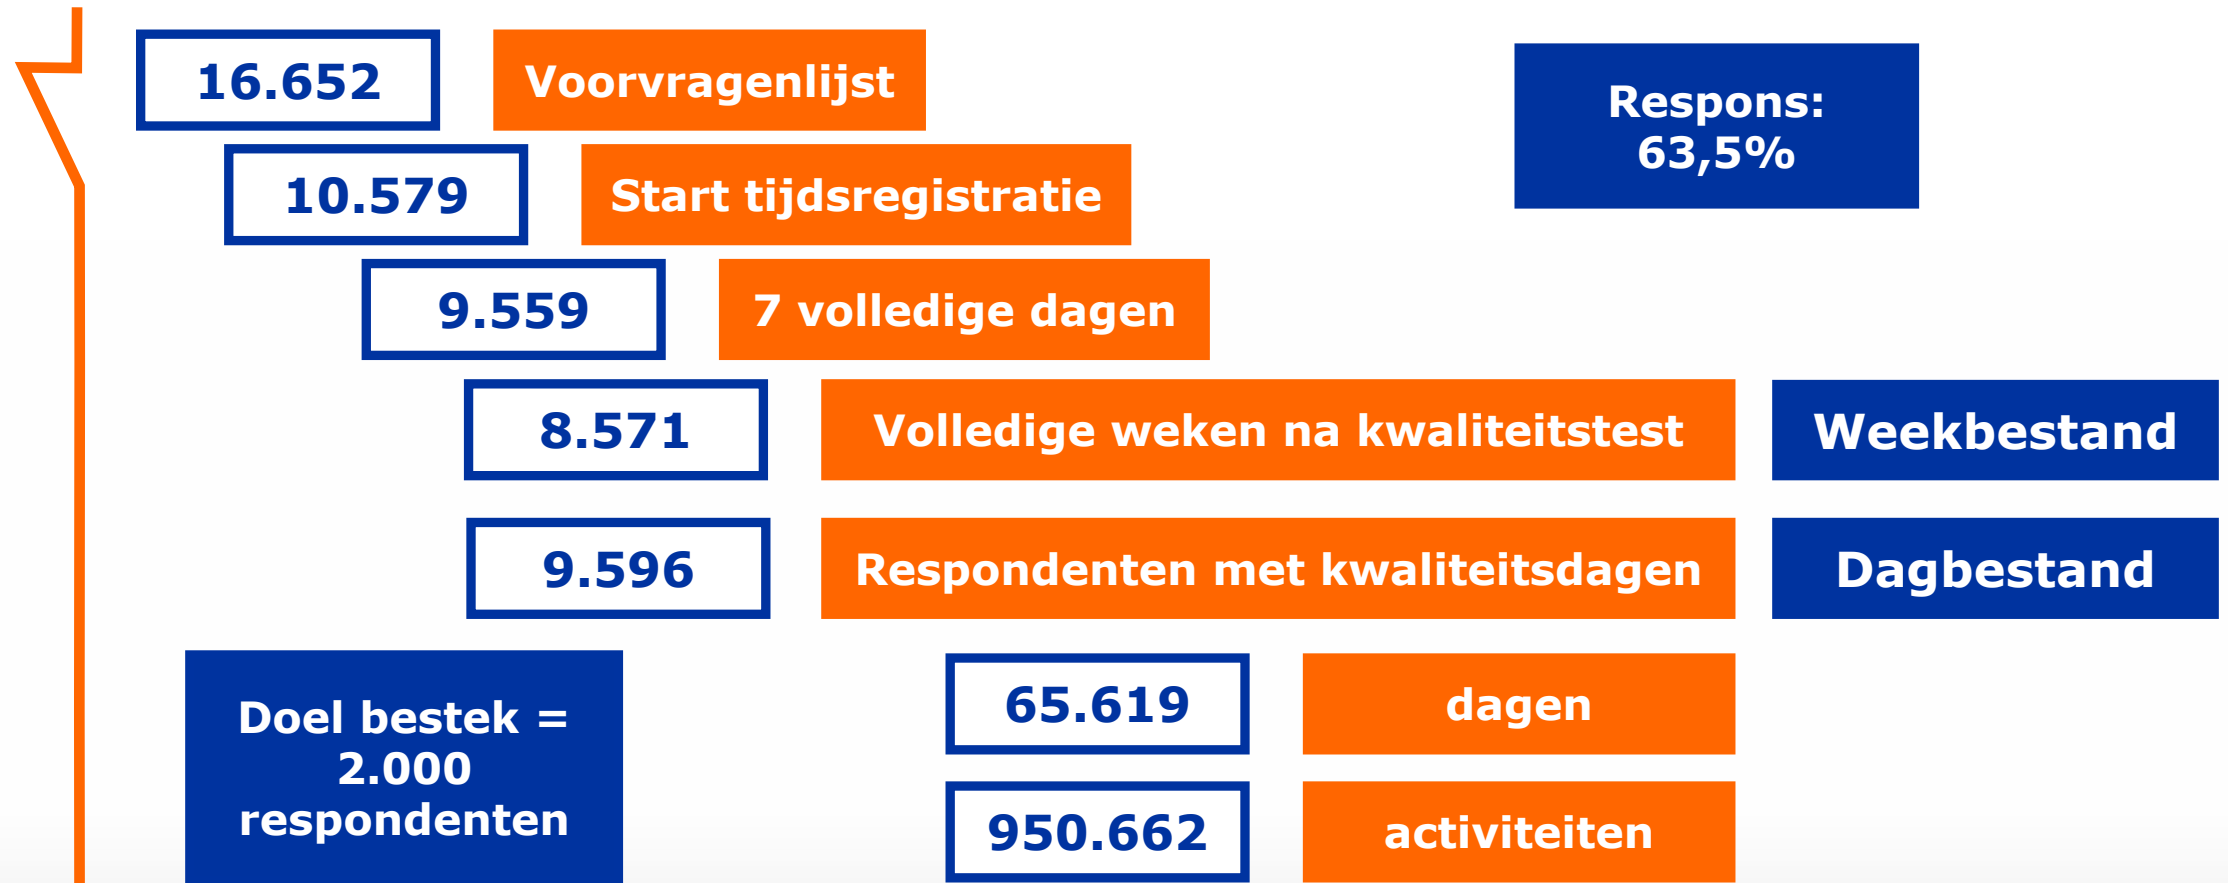 16.652
Voorvragenlijst
Respons:
63,5%
10.579
Start tijdsregistratie
9.559
7 volledige dagen
8.571
Volledige weken na kwaliteitstest
Weekbestand
9.596
Respondenten met kwaliteitsdagen
Dagbestand
Doel bestek =
2.000
respondenten
65.619
dagen
950.662
activiteiten